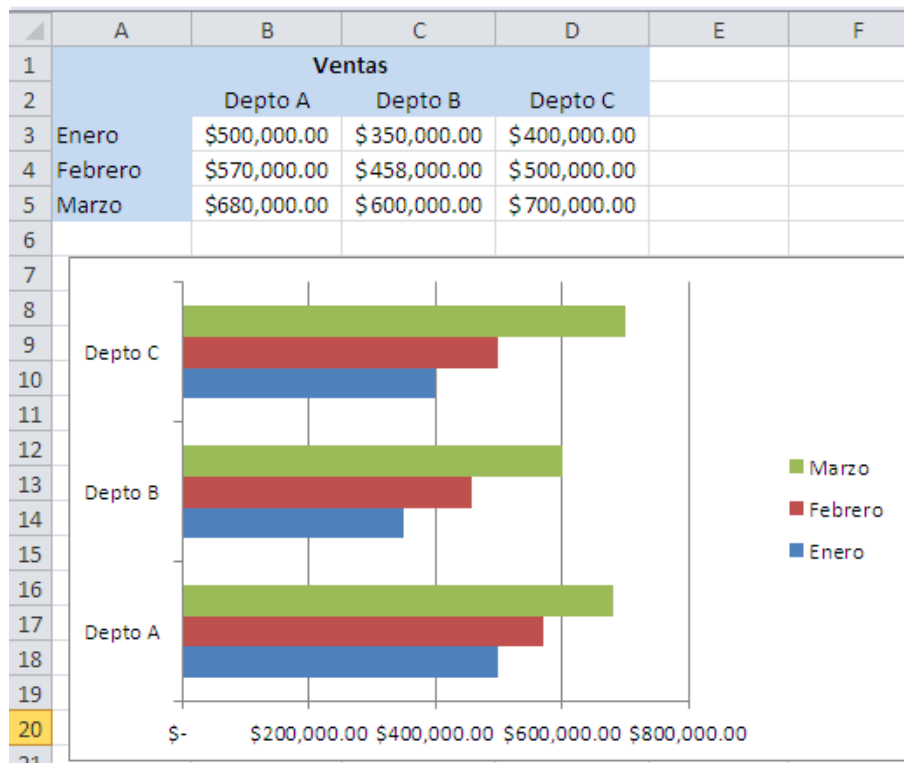 A B C D E F
1 Ventas
2 Depto A Depto B Depto C
3 Enero $500,000.00 $350,000.00 $400,000.00
4 Febrero $570,000.00 $458,000.00 $500,000.00
5 Marzo $680,000.00 $600,000.00 $700,000.00
6
7
8
9 Depto C
10
11
12 Marzo
13 Depto B Febrero
14 Enero
15
16
17 Depto A
18
19
20 $- $200,000.00 $400,000.00 $600,000.00 $800,000.00
21